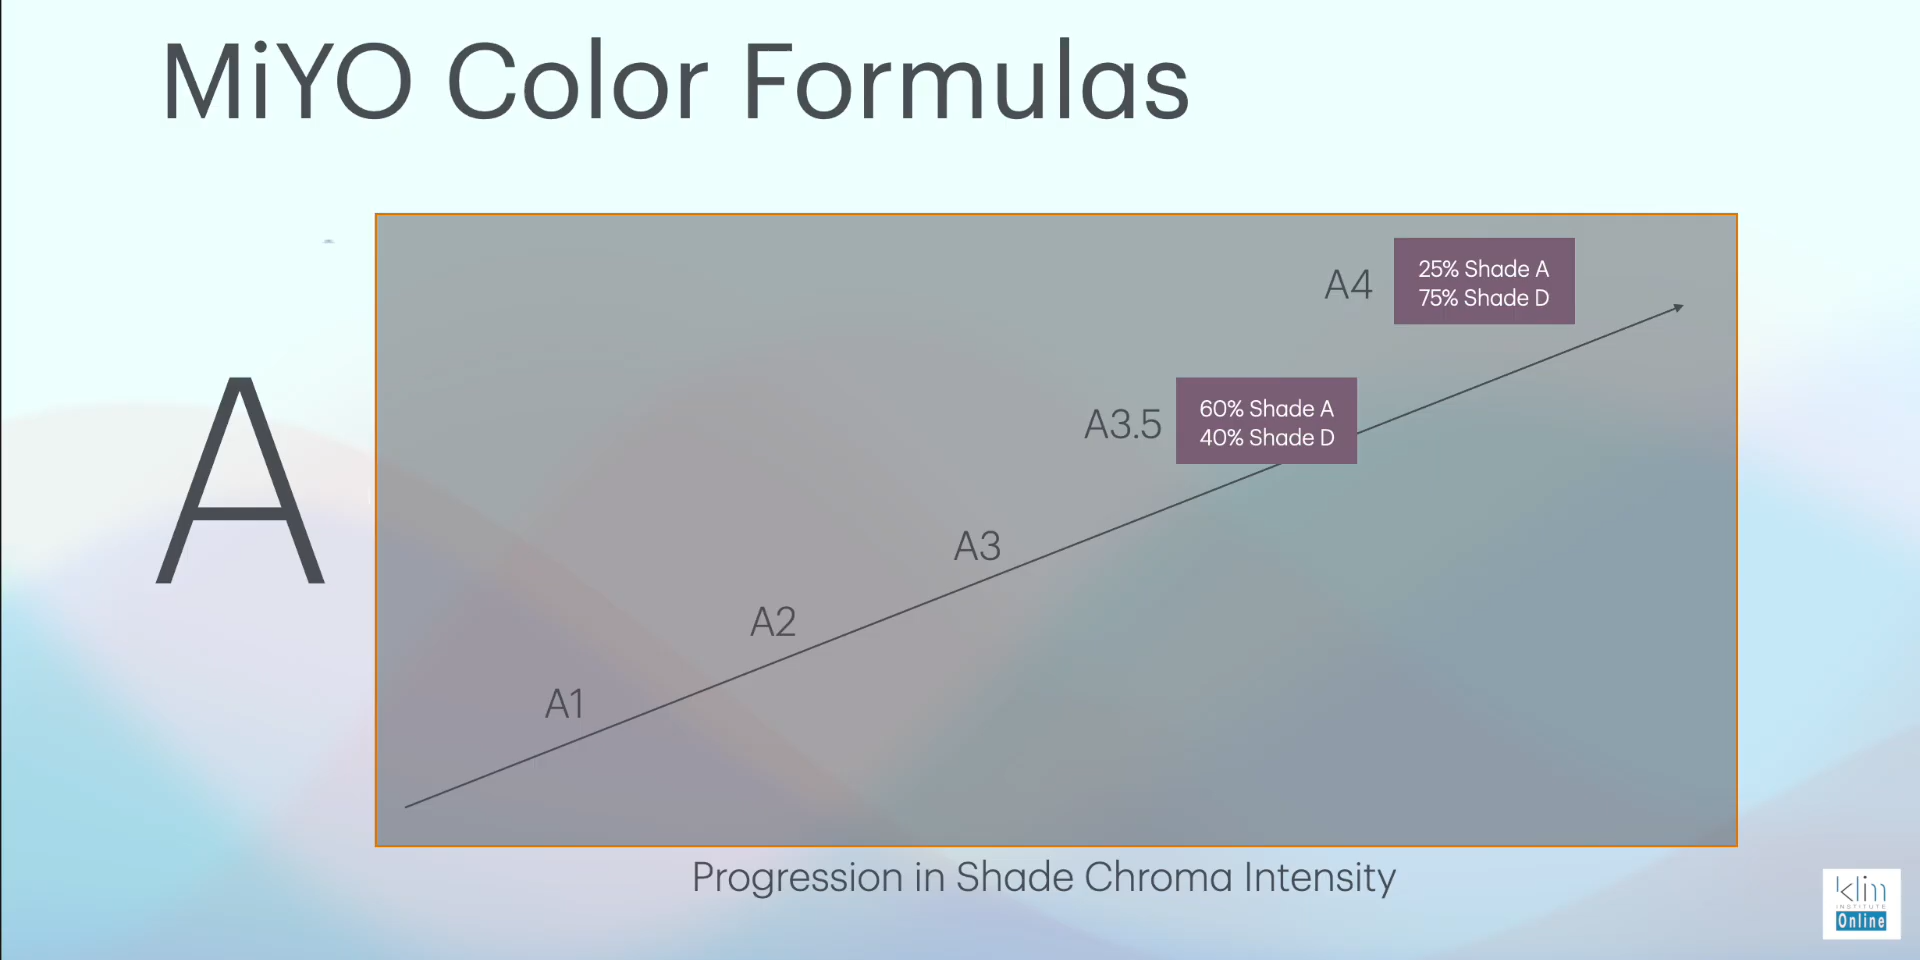 MiYO Color Formulas
A
A4
25% Shade A
75% Shade D
A3.5
60% Shade A
40% Shade D
A3
A2
A1
Progression in Shade Chroma Intensity
klim
INSTITUTE
Online